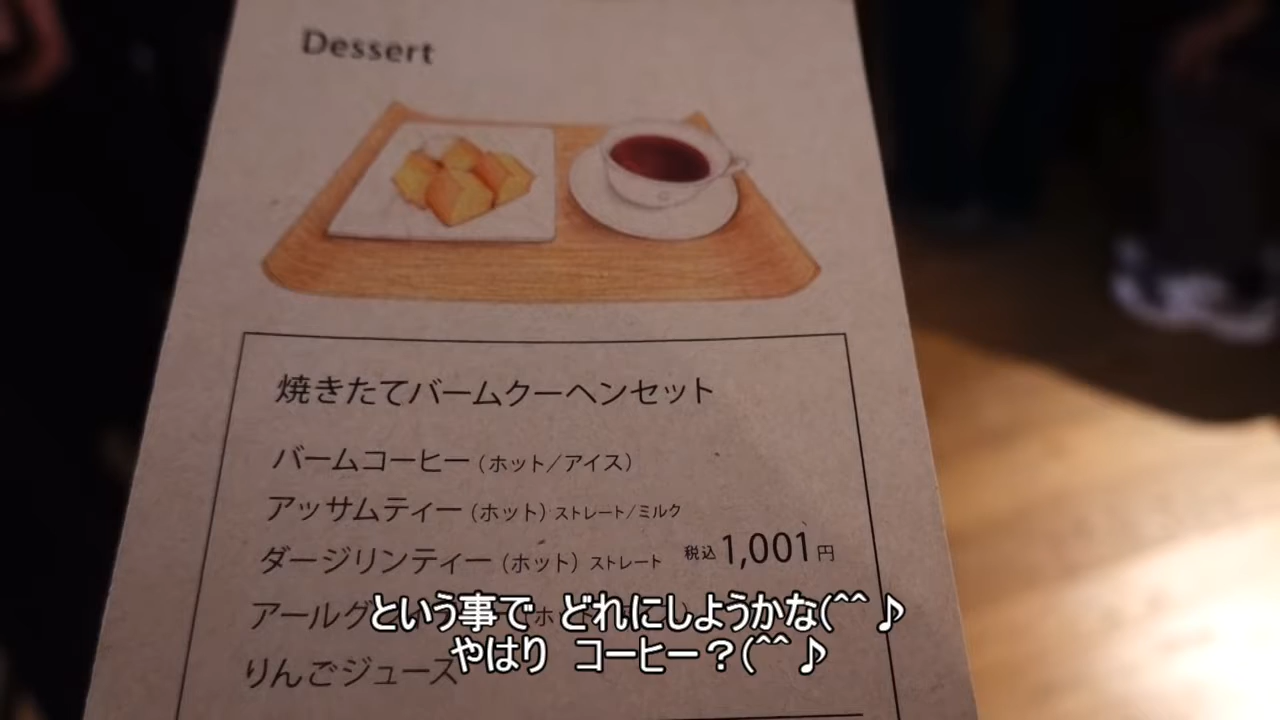 Dessert
焼きたてバームクーヘンセット
バームコーヒー（ホット／アイス）
アッサムティー（ホット）ストレート/ミルク
ダージリンティー（ホット）ストレート 税込1,001円
アールグ
りんごジュース
という事で どれにしようかな(^^♪
やはり コーヒー？(^^♪